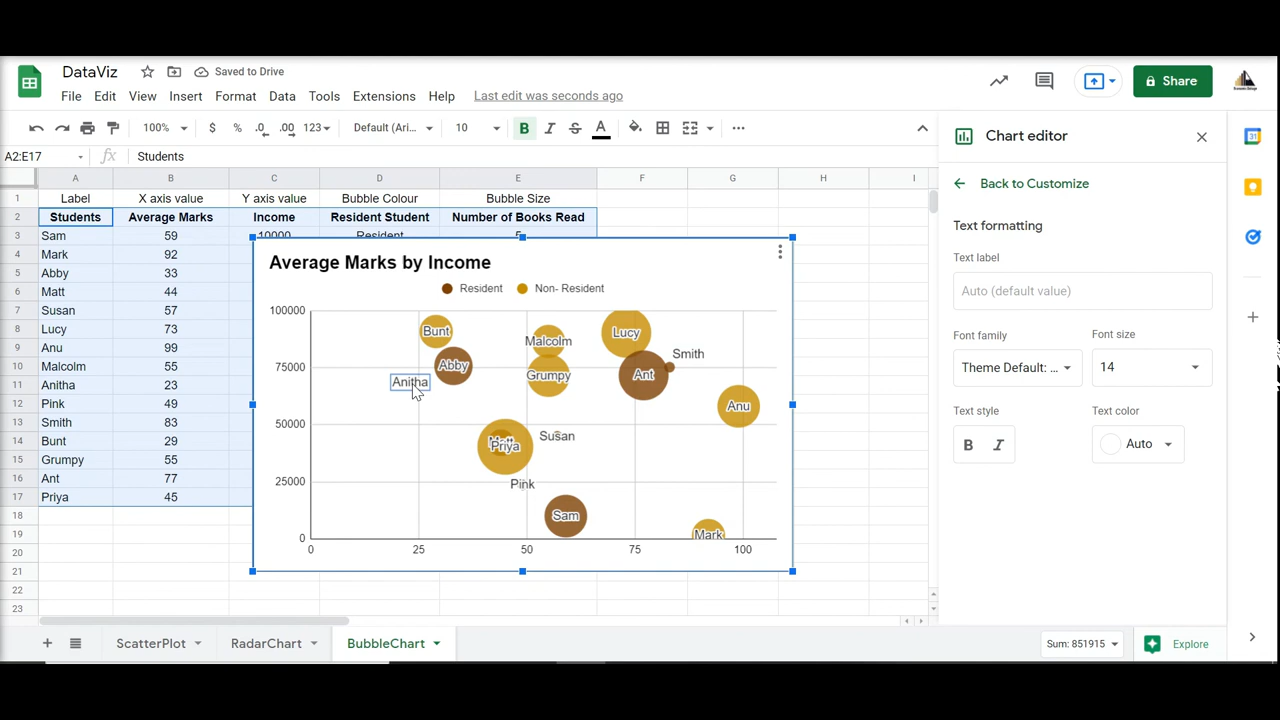 DataViz
Saved to Drive
File Edit View Insert Format Data Tools Extensions Help Last edit was seconds ago
Share
100% $ % .0 .00 123 Default (Ari... 10 B I S A
A2:E17 fx Students
A B C D E F G H I
1 Label X axis value Y axis value Bubble Colour Bubble Size
2 Students Average Marks Income Resident Student Number of Books Read
3 Sam 59 10000 Resident 5
4 Mark 92
5 Abby 33
6 Matt 44
7 Susan 57
8 Lucy 73
9 Anu 99
10 Malcolm 55
11 Anitha 23
12 Pink 49
13 Smith 83
14 Bunt 29
15 Grumpy 55
16 Ant 77
17 Priya 45
18
19
20
21
22
23
Average Marks by Income
Resident Non- Resident
100000
75000
50000
25000
0
0 25 50 75 100
Bunt
Malcolm
Lucy
Smith
Abby
Grumpy
Ant
Anitha
Anu
Susan
Priya
Pink
Sam
Mark
Chart editor
Back to Customize
Text formatting
Text label
Auto (default value)
Font family Font size
Theme Default: ... 14
Text style Text color
B I Auto
31
ScatterPlot RadarChart BubbleChart
Sum: 851915
Explore